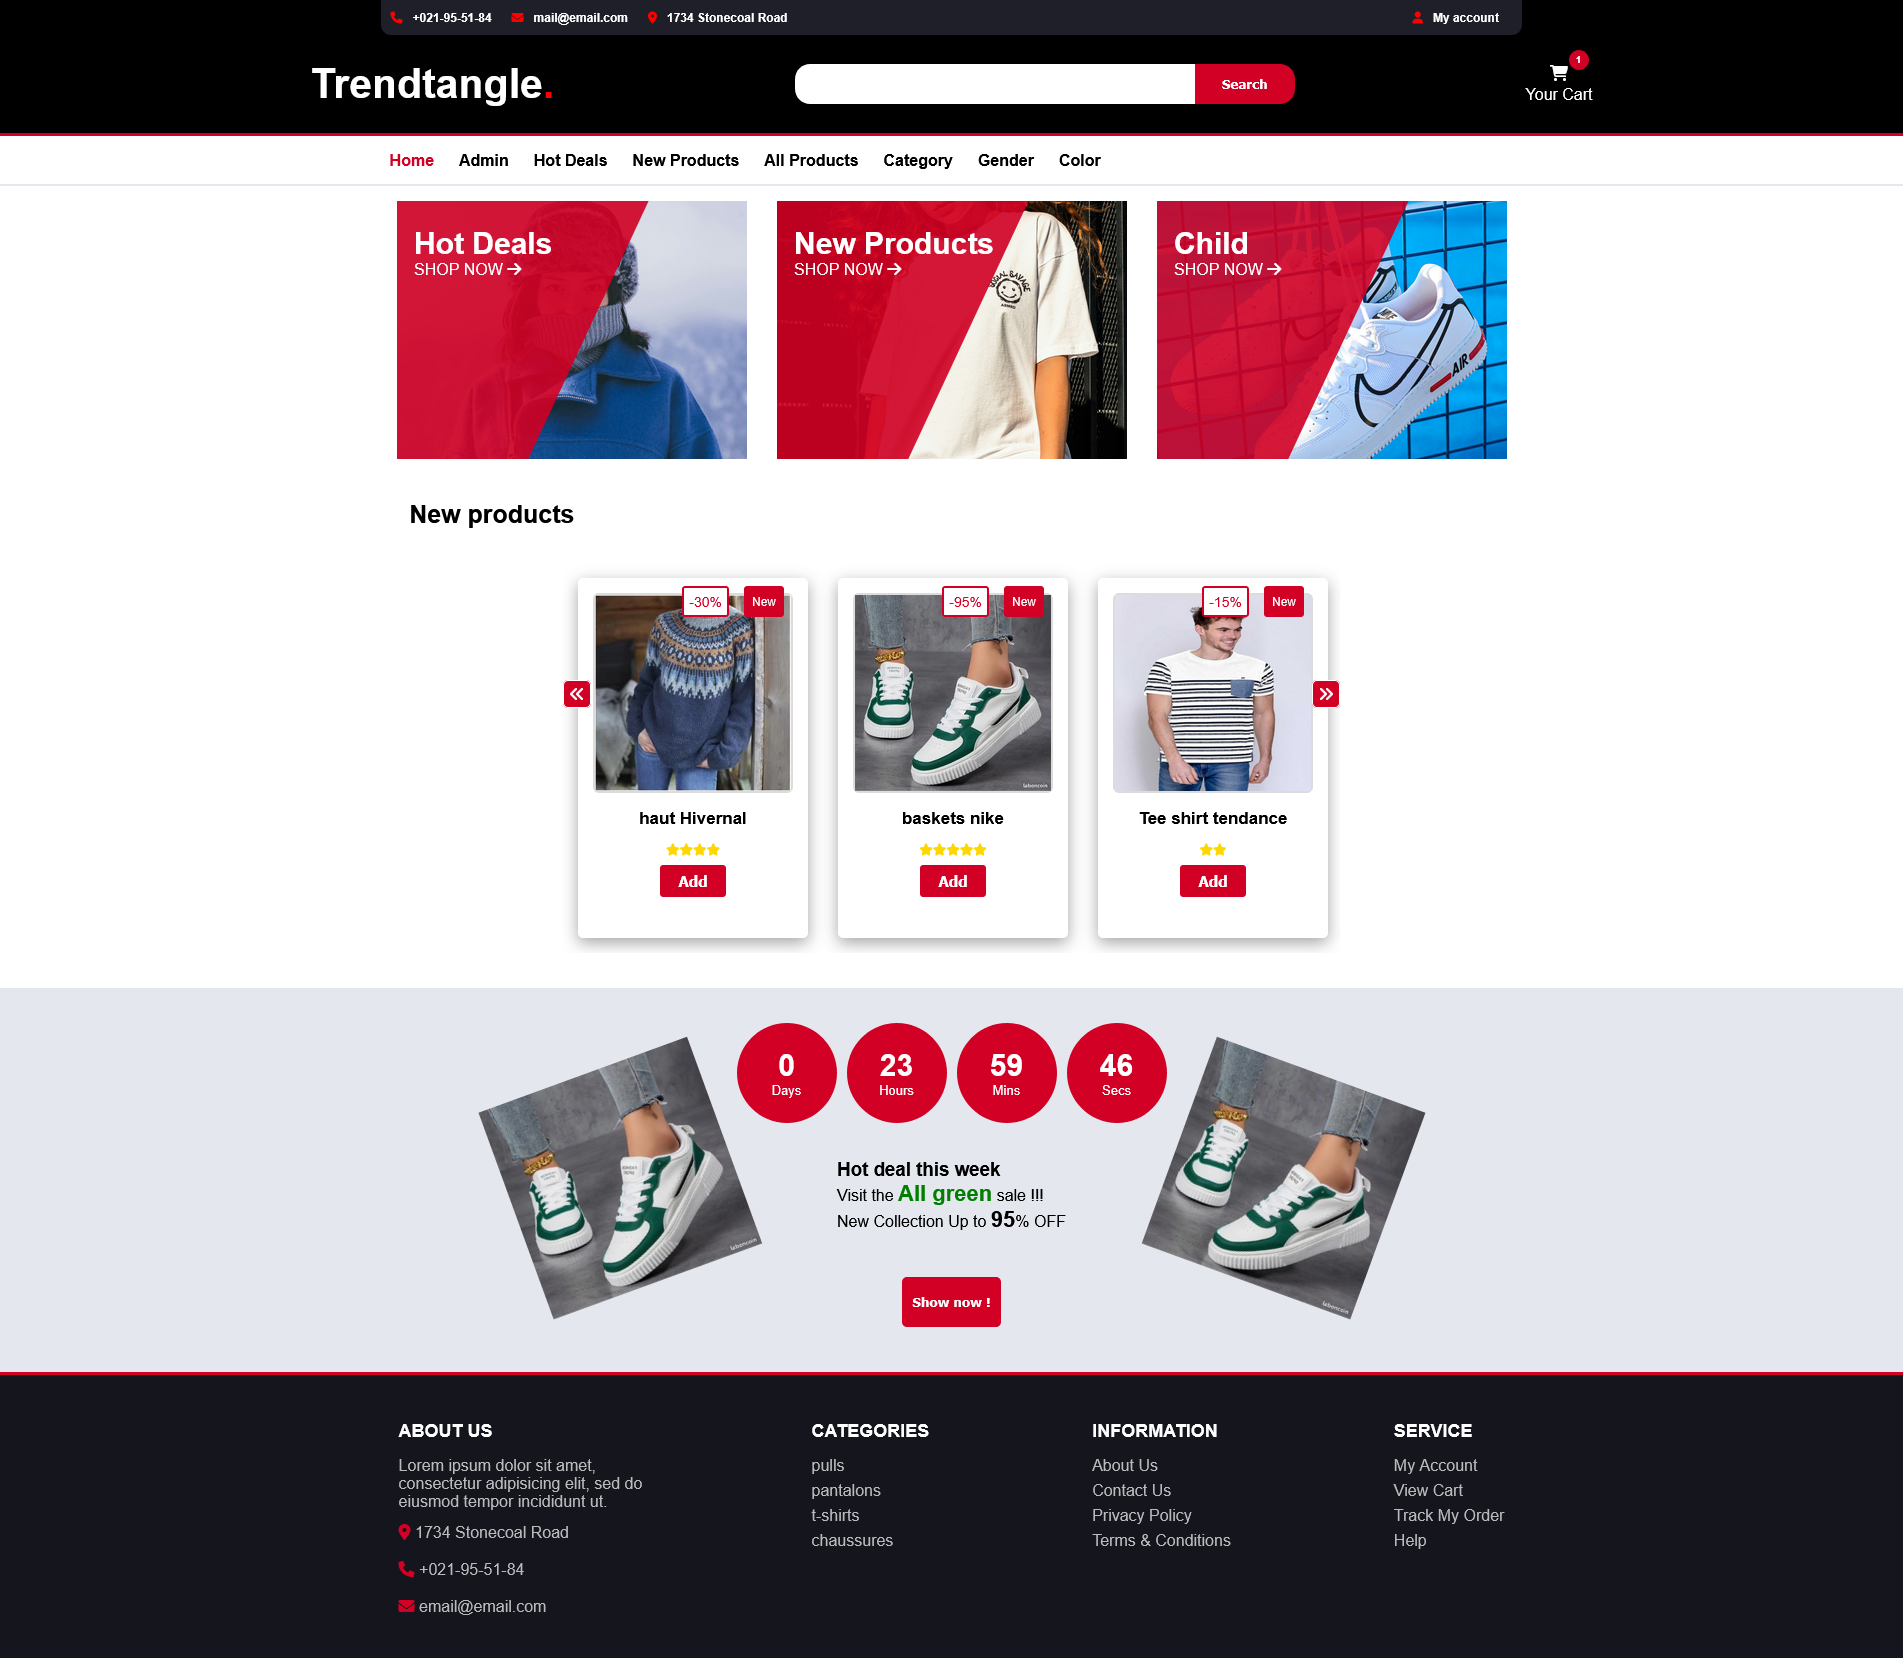 +021-95-51-84 mail@email.com 1734 Stonecoal Road My account
Trendtangle.
Search
1
Your Cart
Home Admin Hot Deals New Products All Products Category Gender Color
Hot Deals
SHOP NOW
New Products
SHOP NOW
SOCIAL SAVAGE
Child
SHOP NOW
AIR
New products
-30% New
haut Hivernal
Add
-95% New
leboncoin
baskets nike
Add
-15% New
Tee shirt tendance
Add
0 Days
23 Hours
59 Mins
46 Secs
leboncoin
Hot deal this week
Visit the All green sale !!!
New Collection Up to 95% OFF
Show now !
leboncoin
ABOUT US
Lorem ipsum dolor sit amet,
consectetur adipisicing elit, sed do
eiusmod tempor incididunt ut.
1734 Stonecoal Road
+021-95-51-84
email@email.com
CATEGORIES
pulls
pantalons
t-shirts
chaussures
INFORMATION
About Us
Contact Us
Privacy Policy
Terms & Conditions
SERVICE
My Account
View Cart
Track My Order
Help